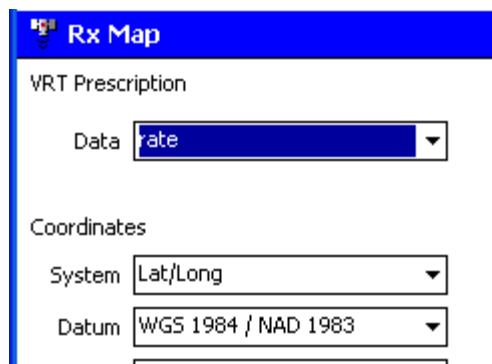 Rx Map
VRT Prescription
Data rate
Coordinates
System Lat/Long
Datum WGS 1984 / NAD 1983